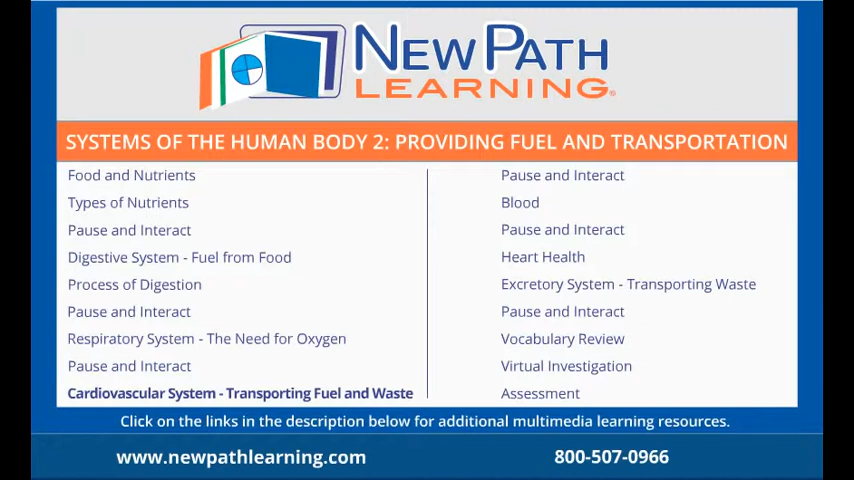 NEWPATH
LEARNING®
SYSTEMS OF THE HUMAN BODY 2: PROVIDING FUEL AND TRANSPORTATION
Food and Nutrients
Types of Nutrients
Pause and Interact
Digestive System - Fuel from Food
Process of Digestion
Pause and Interact
Respiratory System - The Need for Oxygen
Pause and Interact
Cardiovascular System - Transporting Fuel and Waste
Pause and Interact
Blood
Pause and Interact
Heart Health
Excretory System - Transporting Waste
Pause and Interact
Vocabulary Review
Virtual Investigation
Assessment
Click on the links in the description below for additional multimedia learning resources.
www.newpathlearning.com
800-507-0966